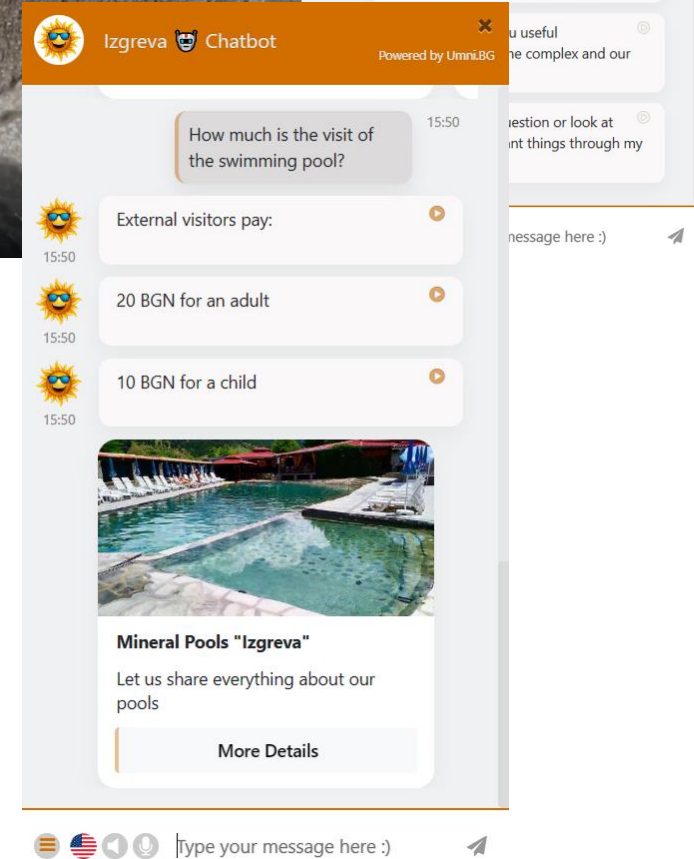 Izgreva Chatbot
Powered by Umni.BG
How much is the visit of
the swimming pool?
15:50
External visitors pay:
15:50
20 BGN for an adult
15:50
10 BGN for a child
15:50
Mineral Pools "Izgreva"
Let us share everything about our
pools
More Details
Type your message here :)
useful
complex and our
or look at
things through my
message here :)